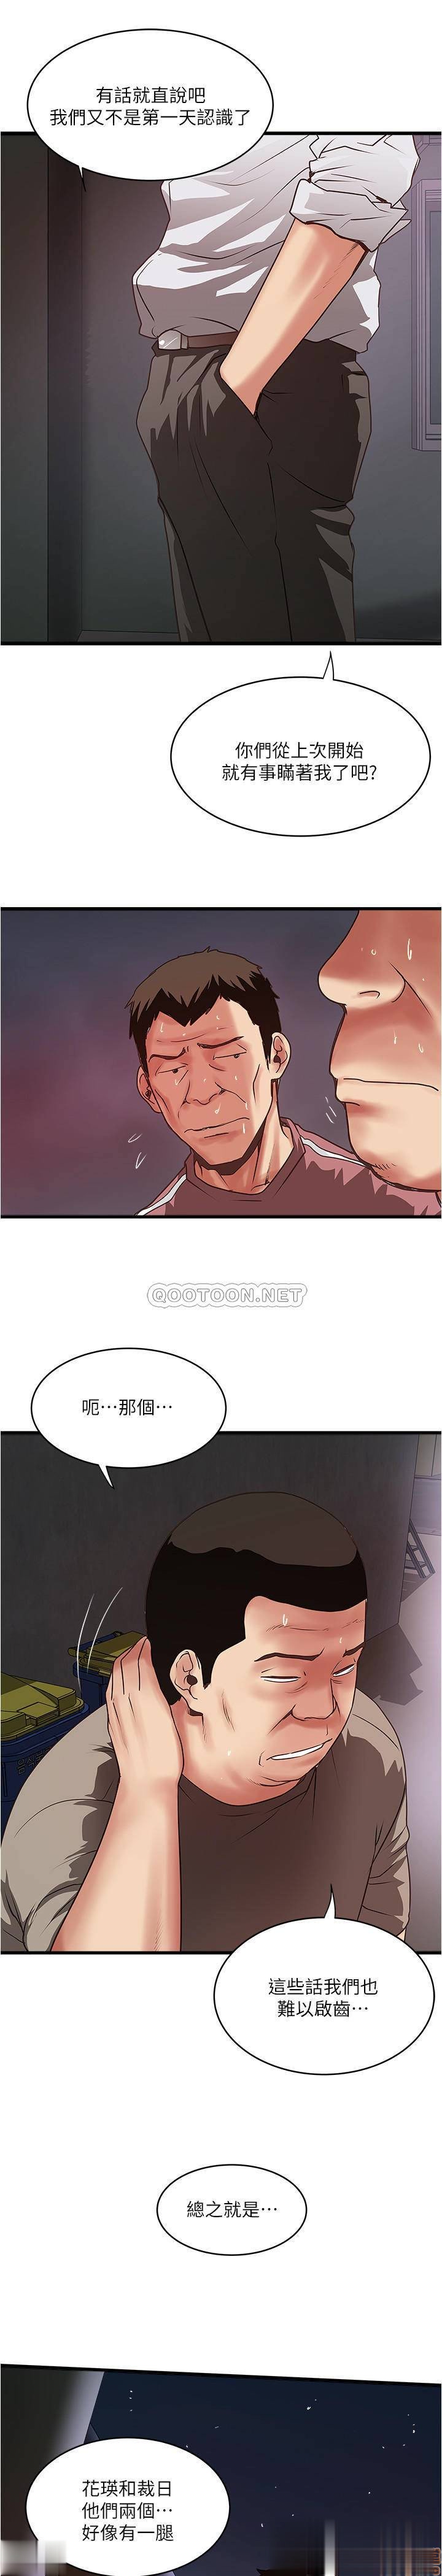 有話就直說吧
我們又不是第一天認識了
你們從上次開始
就有事瞞著我了吧?
QOOTOON.NET
呃…那個…
這些話我們也
難以啟齒…
總之就是…
花瑛和裁日
他們兩個…
好像有一腿